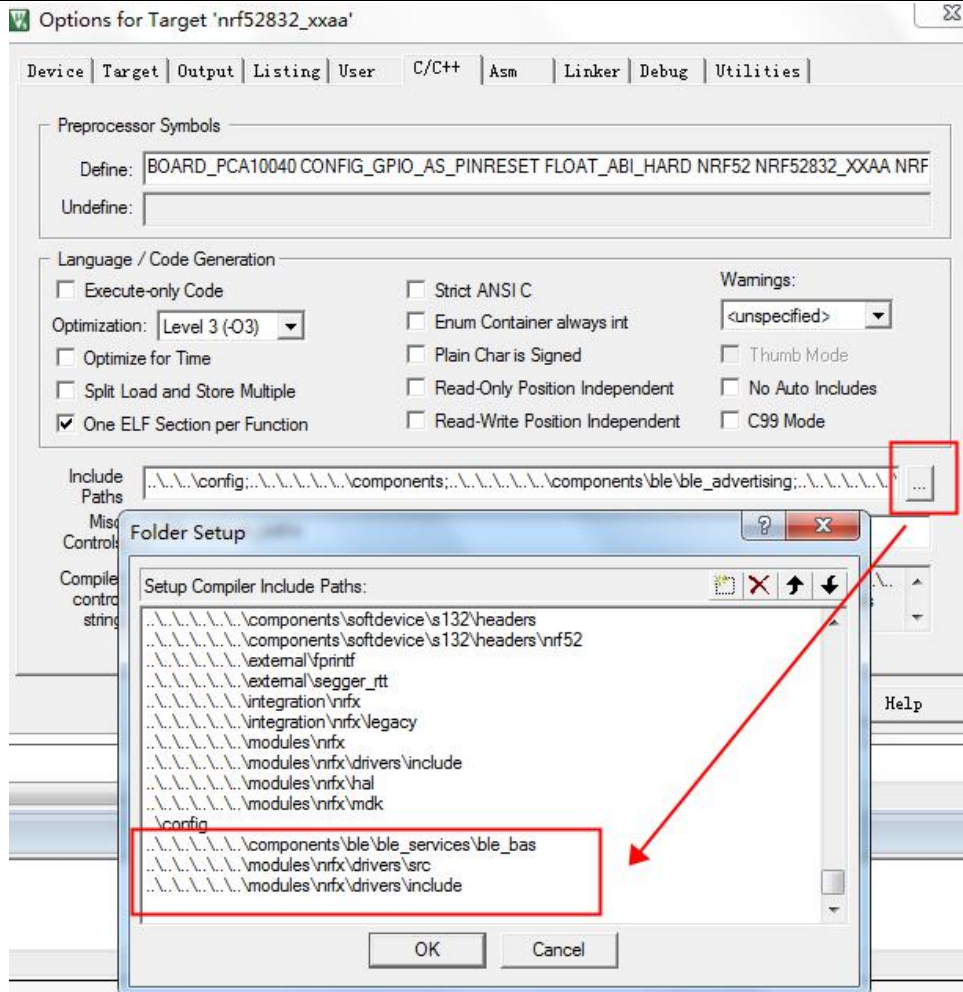 Options for Target 'nrf52832_xxaa'
Device Target Output Listing User C/C++ Asm Linker Debug Utilities
Preprocessor Symbols
Define: BOARD_PCA10040 CONFIG_GPIO_AS_PINRESET FLOAT_ABI_HARD NRF52 NRF52832_XXAA NRF
Undefine:
Language / Code Generation
Execute-only Code
Strict ANSI C
Warnings:
Optimization: Level 3 (-O3)
Enum Container always int
<unspecified>
Optimize for Time
Plain Char is Signed
Thumb Mode
Split Load and Store Multiple
Read-Only Position Independent
No Auto Includes
One ELF Section per Function
Read-Write Position Independent
C99 Mode
Include Paths
..\..\..\config;..\..\..\..\..\..\components;..\..\..\..\..\..\components\ble\ble_advertising;..\..\..\..\..\
...
Misc
Controls
Folder Setup
Compiler
control
string
Setup Compiler Include Paths:
..\..\..\..\..\..\components\softdevice\s132\headers
..\..\..\..\..\..\components\softdevice\s132\headers\nrf52
..\..\..\..\..\..\external\fprintf
..\..\..\..\..\..\external\segger_rtt
..\..\..\..\..\..\integration\nrfx
..\..\..\..\..\..\integration\nrfx\legacy
..\..\..\..\..\..\modules\nrfx
..\..\..\..\..\..\modules\nrfx\drivers\include
..\..\..\..\..\..\modules\nrfx\hal
..\..\..\..\..\..\modules\nrfx\mdk
..\config
..\..\..\..\..\..\components\ble\ble_services\ble_bas
..\..\..\..\..\..\modules\nrfx\drivers\src
..\..\..\..\..\..\modules\nrfx\drivers\include
OK Cancel
Help